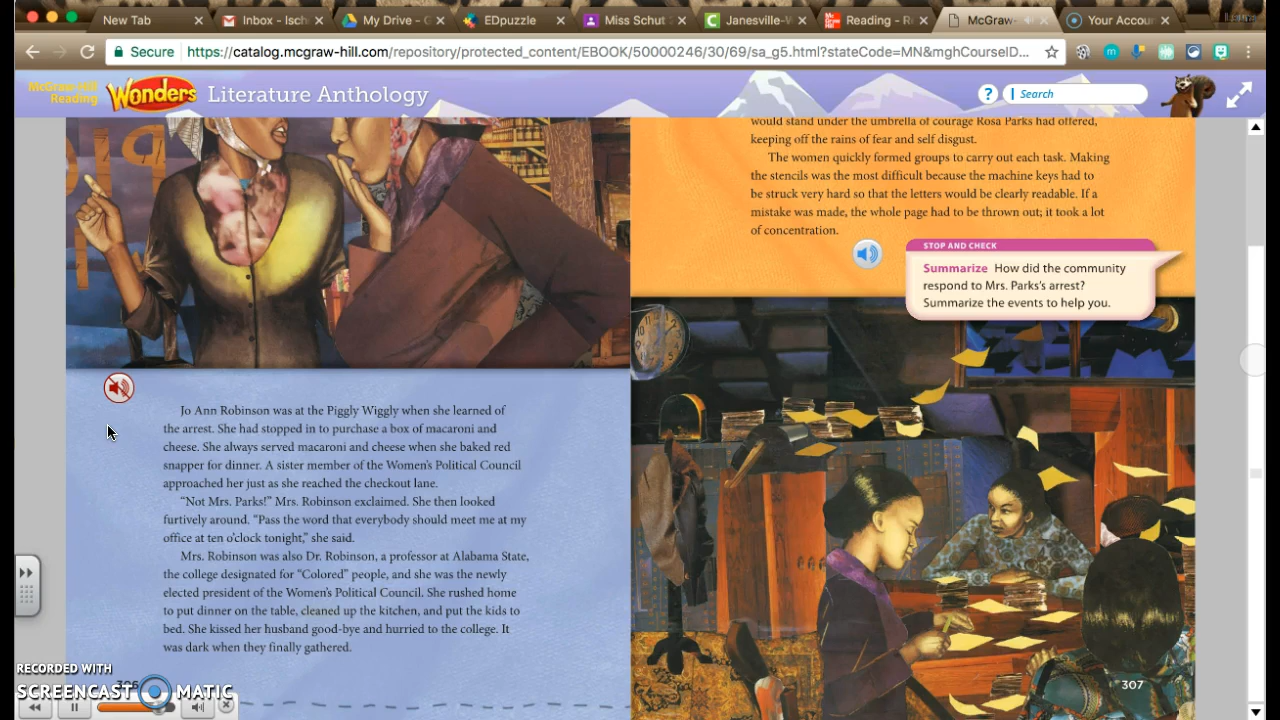 New Tab
Inbox - Isch
My Drive - G
EDpuzzle
Miss Schut
Janesville-W
Reading - Re
McGraw-
Your Accou
Secure
https://catalog.mcgraw-hill.com/repository/protected_content/EBOOK/50000246/30/69/sa_g5.html?stateCode=MN&mghCourseID...
McGraw-Hill
Reading
Wonders
Literature Anthology
?
Search
Jo Ann Robinson was at the Piggly Wiggly when she learned of
the arrest. She had stopped in to purchase a box of macaroni and
cheese. She always served macaroni and cheese when she baked red
snapper for dinner. A sister member of the Women's Political Council
approached her just as she reached the checkout lane.
"Not Mrs. Parks!" Mrs. Robinson exclaimed. She then looked
furtively around. "Pass the word that everybody should meet me at my
office at ten o'clock tonight," she said.
Mrs. Robinson was also Dr. Robinson, a professor at Alabama State,
the college designated for "Colored" people, and she was the newly
elected president of the Women's Political Council. She rushed home
to put dinner on the table, cleaned up the kitchen, and put the kids to
bed. She kissed her husband good-bye and hurried to the college. It
was dark when they finally gathered.
would stand under the umbrella of courage Rosa Parks had offered,
keeping off the rains of fear and self disgust.
The women quickly formed groups to carry out each task. Making
the stencils was the most difficult because the machine keys had to
be struck very hard so that the letters would be clearly readable. If a
mistake was made, the whole page had to be thrown out; it took a lot
of concentration.
STOP AND CHECK
Summarize How did the community
respond to Mrs. Parks's arrest?
Summarize the events to help you.
307
RECORDED WITH
SCREENCAST MATIC